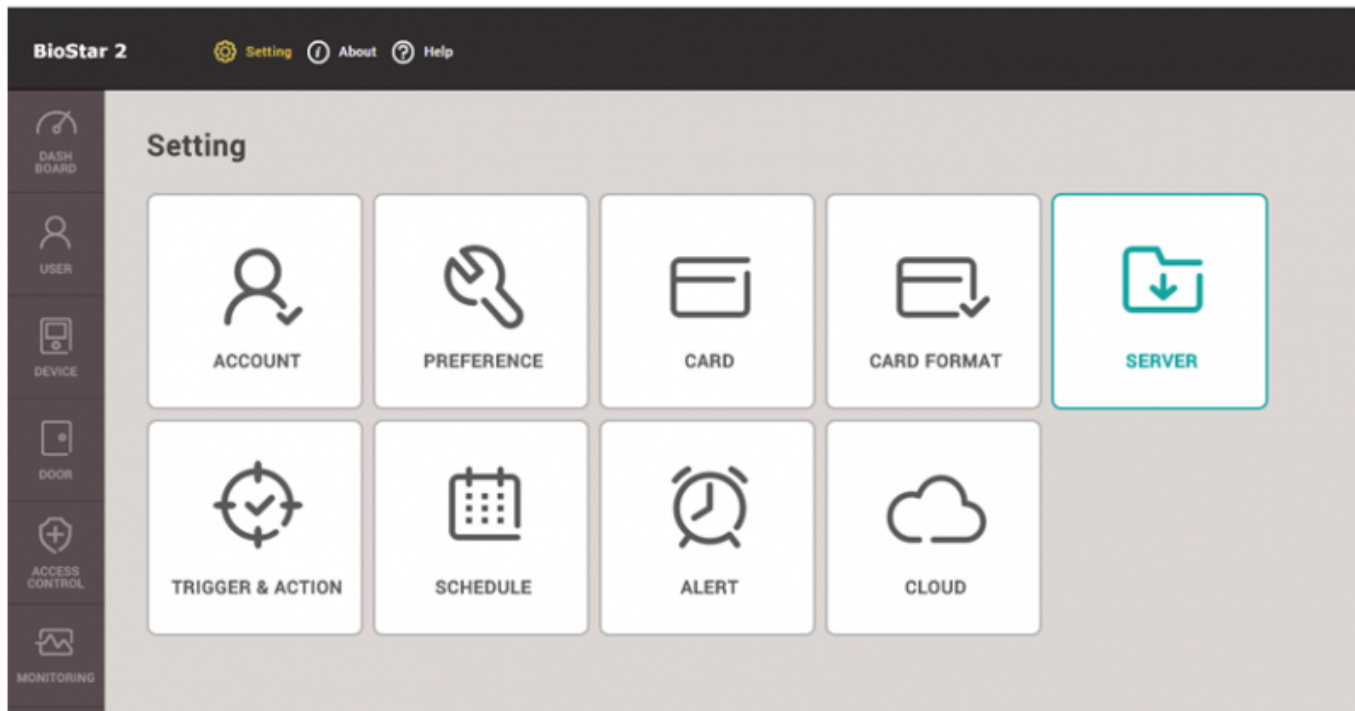 BioStar 2
Setting
About
Help
DASH
BOARD
USER
DEVICE
DOOR
ACCESS
CONTROL
MONITORING
Setting
ACCOUNT
PREFERENCE
CARD
CARD FORMAT
SERVER
TRIGGER & ACTION
SCHEDULE
ALERT
CLOUD